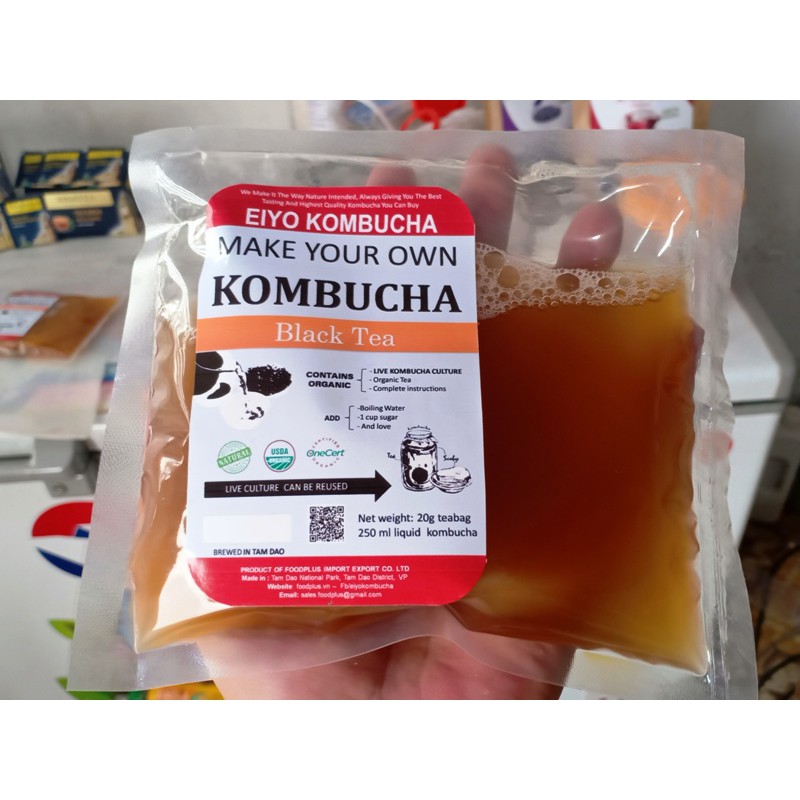 We Make It The Way Nature Intended, Always Giving You The Best
Tasting And Highest Quality Kombucha You Can Buy
EIYO KOMBUCHA
MAKE YOUR OWN
KOMBUCHA
Black Tea
CONTAINS
ORGANIC
- LIVE KOMBUCHA CULTURE
- Organic Tea
- Complete instructions
ADD
-Boiling Water
-1 cup sugar
- And love
NATURAL
USDA
ORGANIC
CERTIFIED
OneCert
ORGANIC
Tea
Scoby
LIVE CULTURE CAN BE REUSED
Net weight: 20g teabag
250 ml liquid kombucha
BREWED IN TAM DAO
PRODUCT OF FOODPLUS IMPORT EXPORT CO. LTD
Made in : Tam Dao National Park, Tam Dao District, VP
Website foodplus.vn – Fb/eiyokombucha
Email: sales.foodplus@gmail.com